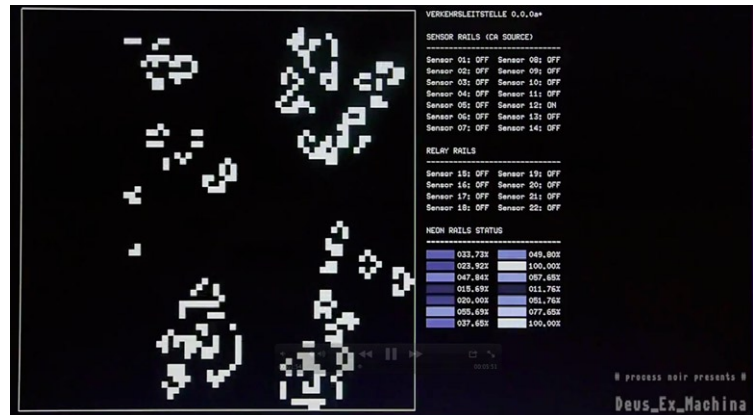 VERKEHRSLEITSTELLE 0.0.0a*
SENSOR RAILS (CA SOURCE)
Sensor 01: OFF Sensor 08: OFF
Sensor 02: OFF Sensor 09: OFF
Sensor 03: OFF Sensor 10: OFF
Sensor 04: OFF Sensor 11: OFF
Sensor 05: OFF Sensor 12: ON
Sensor 06: OFF Sensor 13: OFF
Sensor 07: OFF Sensor 14: OFF
RELAY RAILS
Sensor 15: OFF Sensor 19: OFF
Sensor 16: OFF Sensor 20: OFF
Sensor 17: OFF Sensor 21: OFF
Sensor 18: OFF Sensor 22: OFF
NEON RAILS STATUS
033.73% 049.80%
023.92% 100.00%
047.84% 057.65%
015.69% 011.76%
020.00% 051.76%
055.69% 077.65%
037.65% 100.00%
# process noir presents #
Deus_Ex_Machina